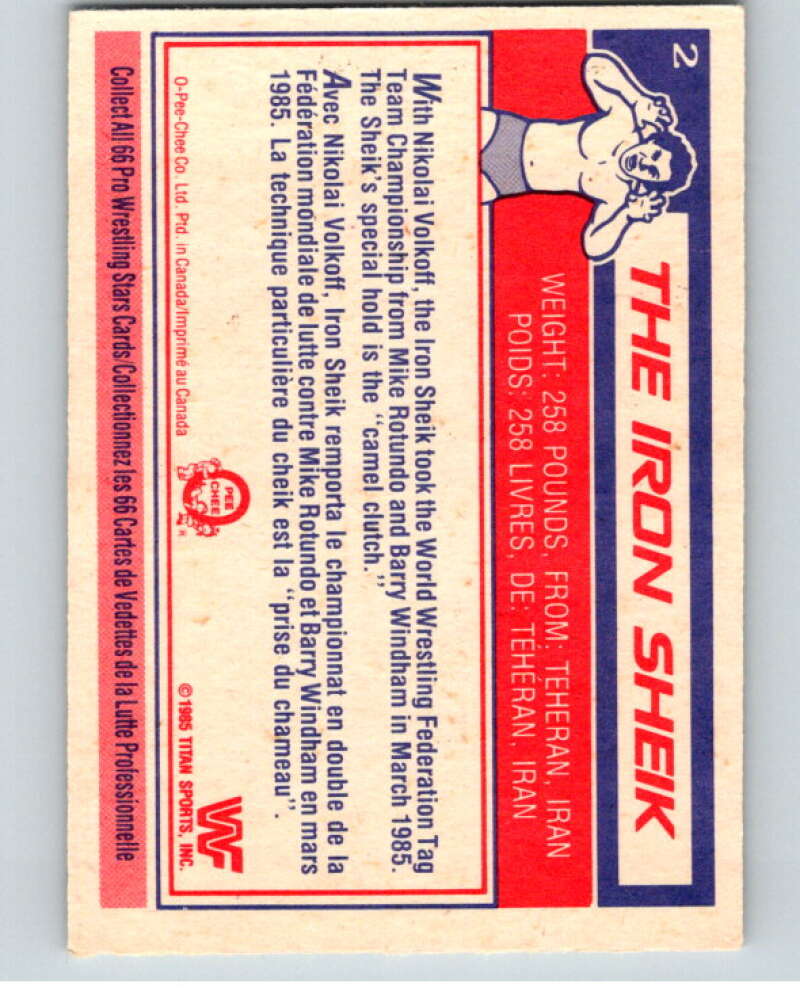 2
THE IRON SHEIK
WEIGHT: 258 POUNDS, FROM: TEHERAN, IRAN
POIDS: 258 LIVRES, DE: TEHÉRAN, IRAN
With Nikolai Volkoff, the Iron Sheik took the World Wrestling Federation Tag
Team Championship from Mike Rotundo and Barry Windham in March 1985.
The Sheik's special hold is the "camel clutch."
Avec Nikolai Volkoff, Iron Sheik remporta le championnat en double de la
Fédération mondiale de lutte contre Mike Rotundo et Barry Windham en mars
1985. La technique particulière du cheik est la "prise du chameau".
O-Pee-Chee Co. Ltd. Ptd. in Canada/Imprimé au Canada
O
PEE
CHEE
®
WF
©1985 TITAN SPORTS, INC.
Collect All 66 Pro Wrestling Stars Cards/Collectionnez les 66 Cartes de Vedettes de la Lutte Professionnelle